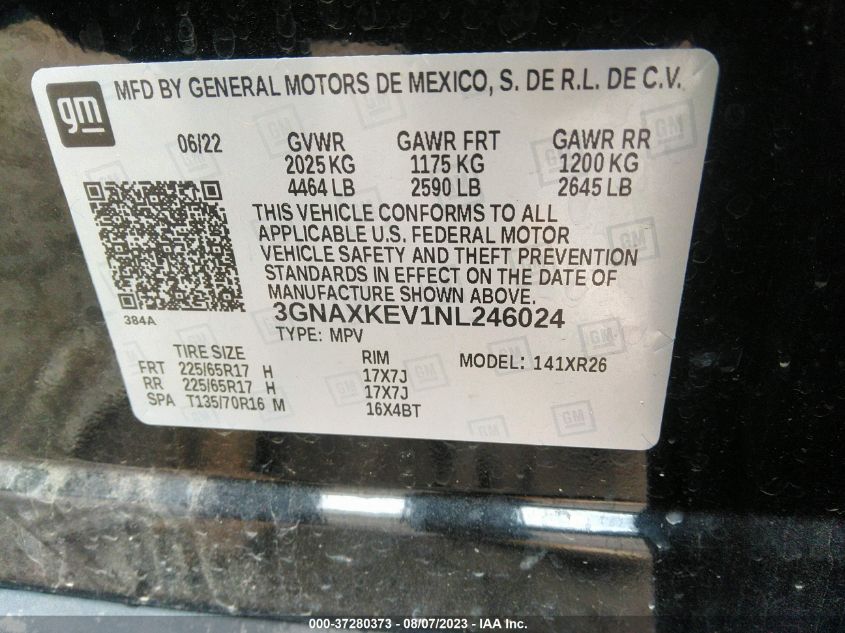 gm
MFD BY GENERAL MOTORS DE MEXICO, S. DE R.L. DE C.V.
06/22 GVWR GAWR FRT GAWR RR
2025 KG 1175 KG 1200 KG
4464 LB 2590 LB 2645 LB
THIS VEHICLE CONFORMS TO ALL
APPLICABLE U.S. FEDERAL MOTOR
VEHICLE SAFETY AND THEFT PREVENTION
STANDARDS IN EFFECT ON THE DATE OF
MANUFACTURE SHOWN ABOVE.
384A
3GNAXKEV1NL246024
TYPE: MPV
TIRE SIZE RIM MODEL: 141XR26
FRT 225/65R17 H 17X7J
RR 225/65R17 H 17X7J
SPA T135/70R16 M 16X4BT
000-37280373 - 08/07/2023 - IAA Inc.